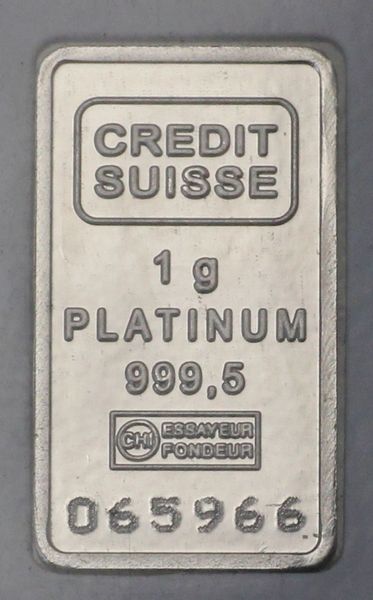 CREDIT
SUISSE
1 g
PLATINUM
999,5
CHI ESSAYEUR
FONDEUR
065966